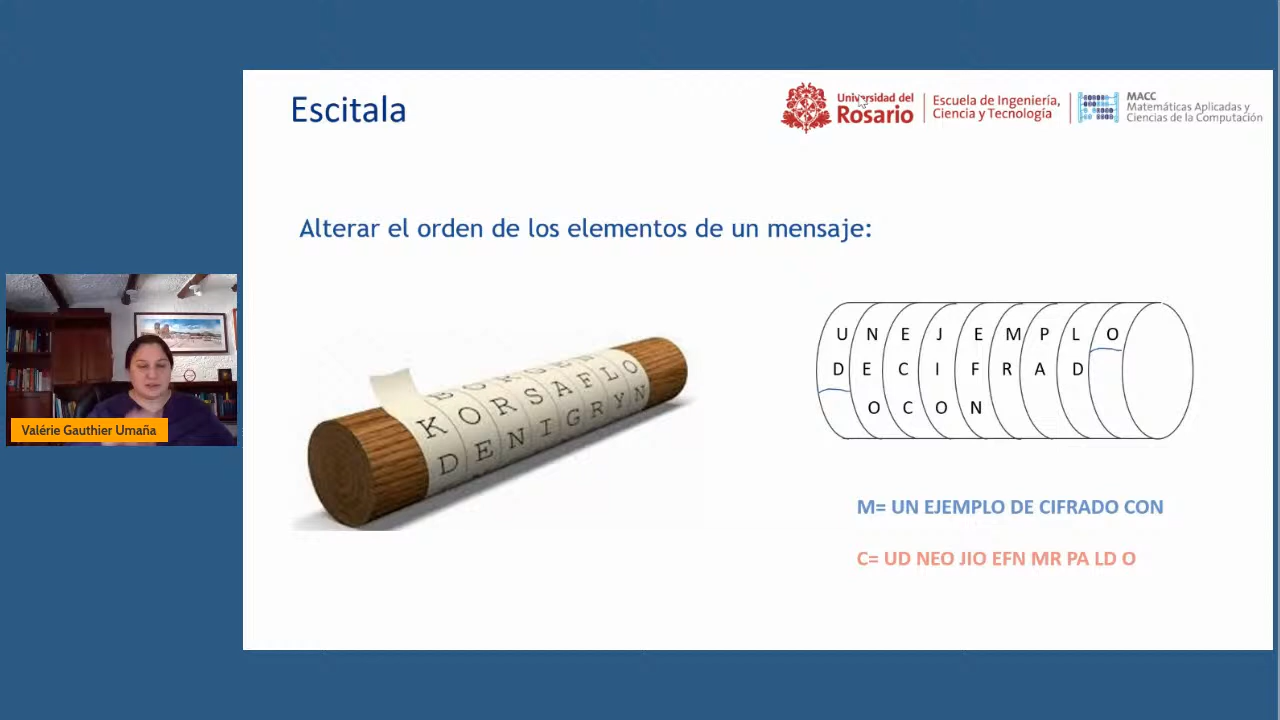 Escitala
Universidad del
Rosario
Escuela de Ingeniería,
Ciencia y Tecnología
MACC
Matemáticas Aplicadas y
Ciencias de la Computación
Alterar el orden de los elementos de un mensaje:
KORSAFLO
DENIGRYN
U N E J E M P L O
D E C I F R A D
O C O N
M= UN EJEMPLO DE CIFRADO CON
C= UD NEO JIO EFN MR PA LD O
Valérie Gauthier Umaña